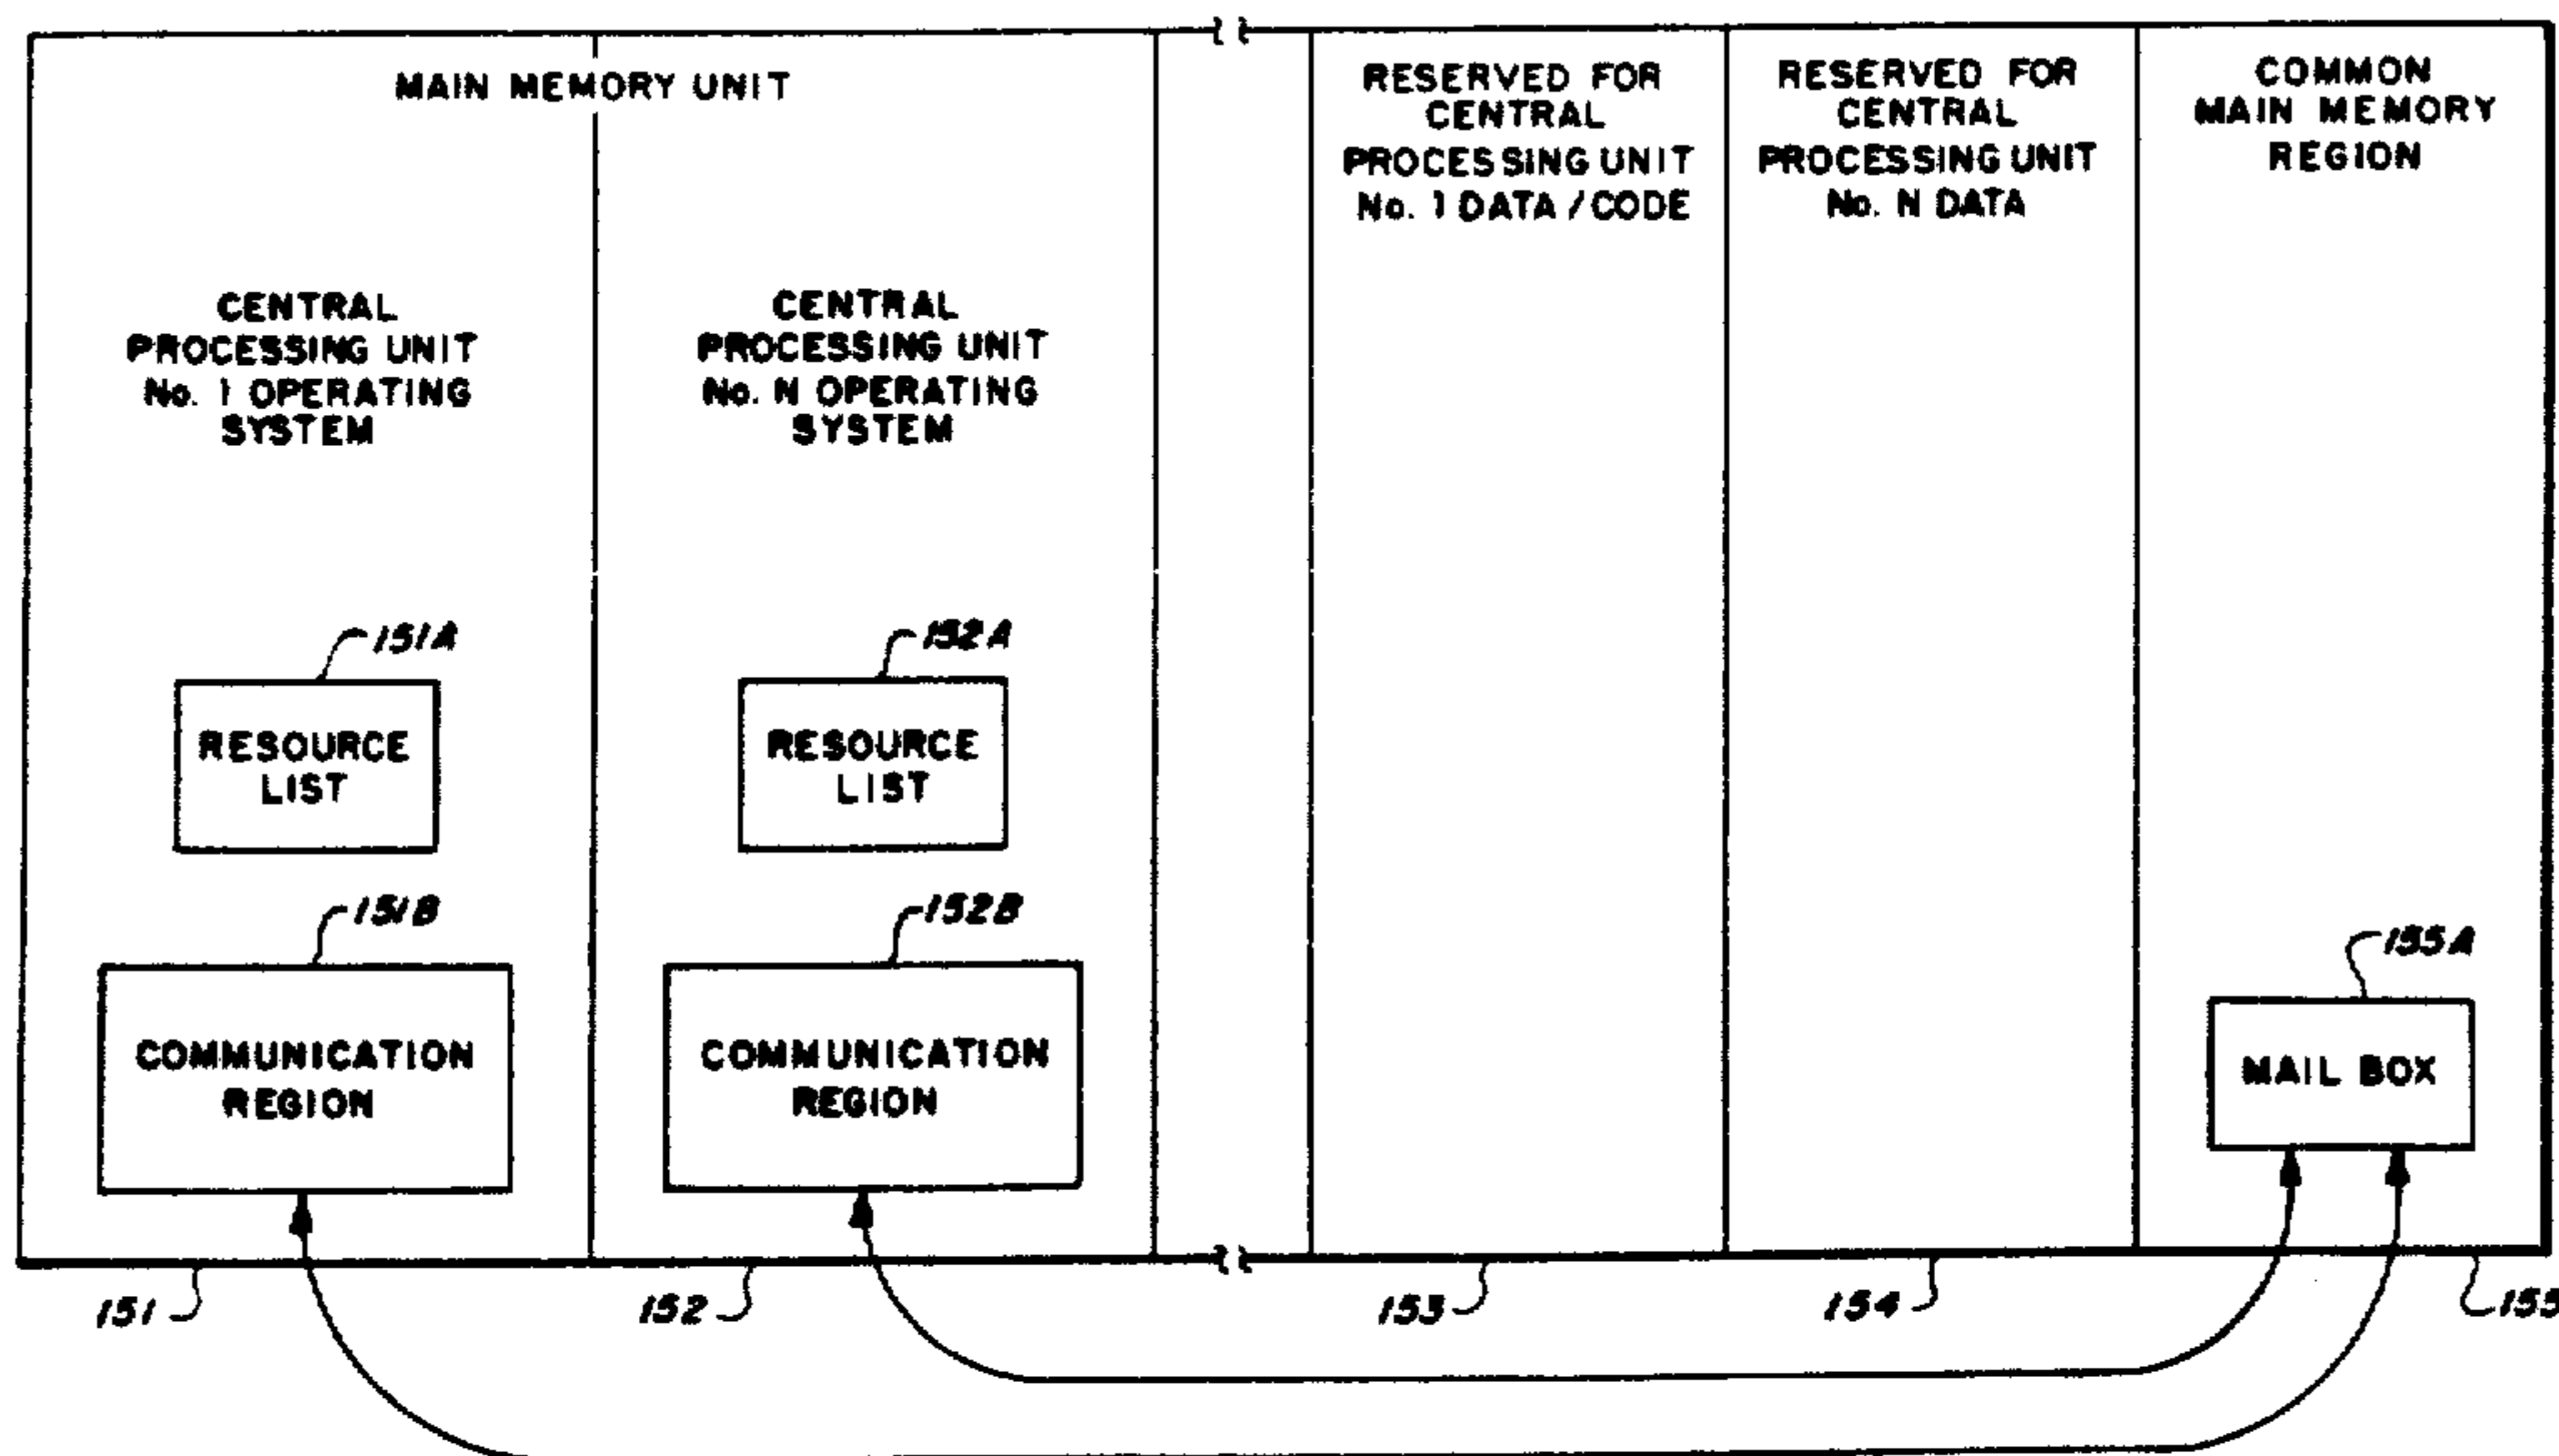 MAIN MEMORY UNIT
RESERVED FOR
CENTRAL
PROCESSING UNIT
No. 1 DATA / CODE
RESERVED FOR
CENTRAL
PROCESSING UNIT
No. N DATA
COMMON
MAIN MEMORY
REGION
CENTRAL
PROCESSING UNIT
No. 1 OPERATING
SYSTEM
CENTRAL
PROCESSING UNIT
No. N OPERATING
SYSTEM
151A
RESOURCE
LIST
152A
RESOURCE
LIST
151B
COMMUNICATION
REGION
152B
COMMUNICATION
REGION
155A
MAIL BOX
151
152
153
154
155